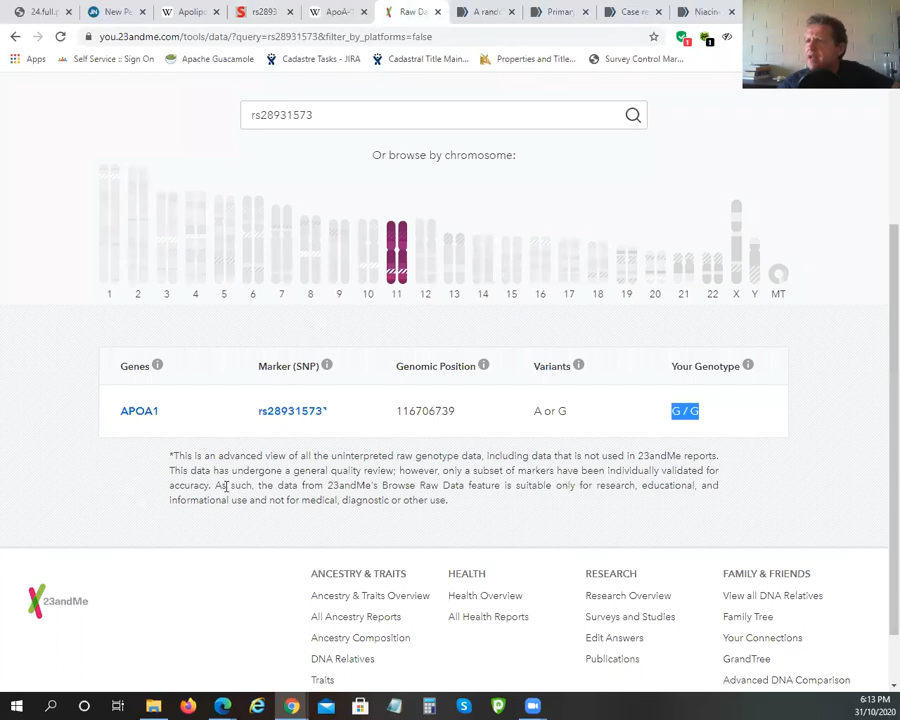 24.full.p
New Pe
Apolipo
rs2893
ApoA-
Raw Da
A rando
Primary
Case re
Niacin-
you.23andme.com/tools/data/?query=rs28931573&filter_by_platforms=false
1
1
Apps
Self Service :: Sign On
Apache Guacamole
Cadastre Tasks - JIRA
Cadastral Title Main...
Properties and Title...
Survey Control Mar...
rs28931573
Or browse by chromosome:
1 2 3 4 5 6 7 8 9 10 11 12 13 14 15 16 17 18 19 20 21 22 X Y MT
Genes Marker (SNP) Genomic Position Variants Your Genotype
APOA1 rs28931573 116706739 A or G G / G
*This is an advanced view of all the uninterpreted raw genotype data, including data that is not used in 23andMe reports.
This data has undergone a general quality review; however, only a subset of markers have been individually validated for
accuracy. As such, the data from 23andMe's Browse Raw Data feature is suitable only for research, educational, and
informational use and not for medical, diagnostic or other use.
23andMe
ANCESTRY & TRAITS
Ancestry & Traits Overview
All Ancestry Reports
Ancestry Composition
DNA Relatives
Traits
HEALTH
Health Overview
All Health Reports
RESEARCH
Research Overview
Surveys and Studies
Edit Answers
Publications
FAMILY & FRIENDS
View all DNA Relatives
Family Tree
Your Connections
GrandTree
Advanced DNA Comparison
6:13 PM
31/10/2020